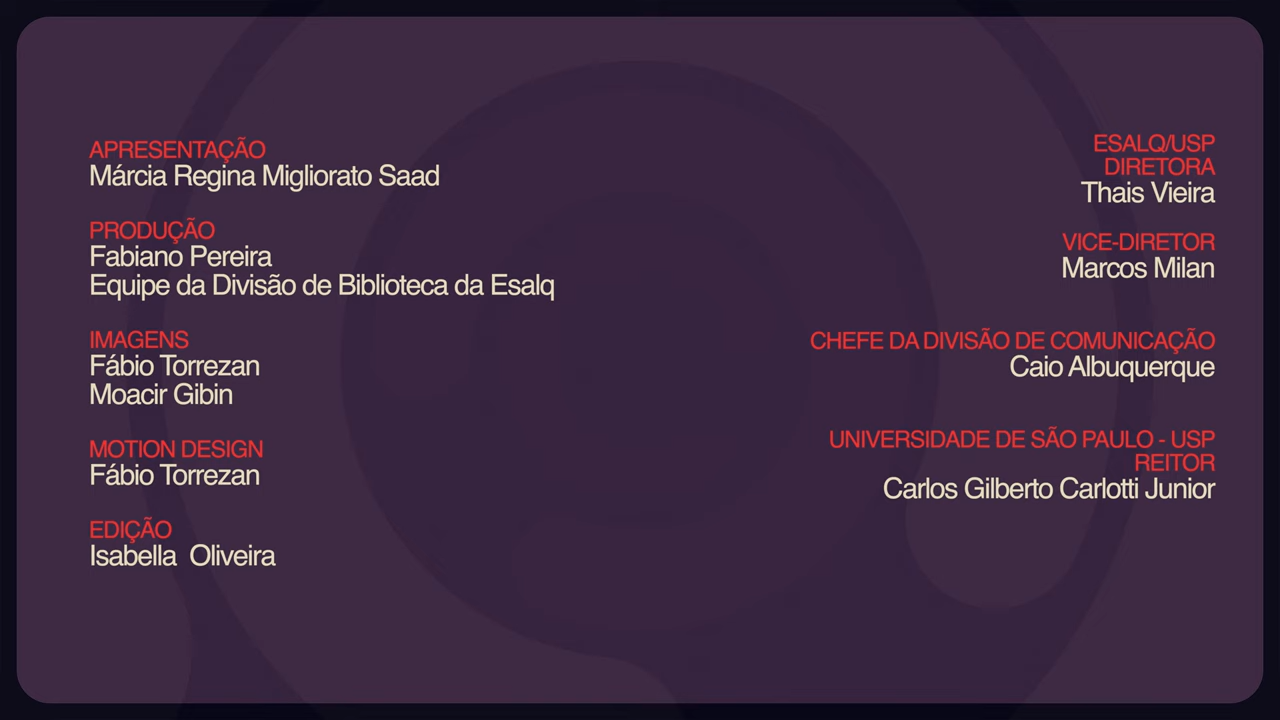 APRESENTAÇÃO
Márcia Regina Migliorato Saad
PRODUÇÃO
Fabiano Pereira
Equipe da Divisão de Biblioteca da Esalq
IMAGENS
Fábio Torrezan
Moacir Gibin
MOTION DESIGN
Fábio Torrezan
EDIÇÃO
Isabella Oliveira
ESALQ/USP
DIRETORA
Thais Vieira
VICE-DIRETOR
Marcos Milan
CHEFE DA DIVISÃO DE COMUNICAÇÃO
Caio Albuquerque
UNIVERSIDADE DE SÃO PAULO - USP
REITOR
Carlos Gilberto Carlotti Junior